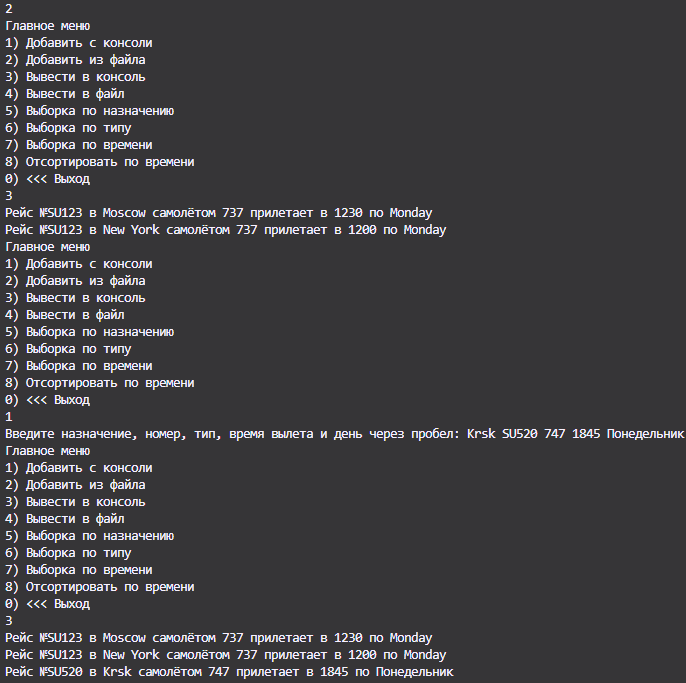 2
Главное меню
1) Добавить с консоли
2) Добавить из файла
3) Вывести в консоль
4) Вывести в файл
5) Выборка по назначению
6) Выборка по типу
7) Выборка по времени
8) Отсортировать по времени
0) <<< Выход
3
Рейс №SU123 в Moscow самолётом 737 прилетает в 1230 по Monday
Рейс №SU123 в New York самолётом 737 прилетает в 1200 по Monday
Главное меню
1) Добавить с консоли
2) Добавить из файла
3) Вывести в консоль
4) Вывести в файл
5) Выборка по назначению
6) Выборка по типу
7) Выборка по времени
8) Отсортировать по времени
0) <<< Выход
1
Введите назначение, номер, тип, время вылета и день через пробел: Krsk SU520 747 1845 Понедельник
Главное меню
1) Добавить с консоли
2) Добавить из файла
3) Вывести в консоль
4) Вывести в файл
5) Выборка по назначению
6) Выборка по типу
7) Выборка по времени
8) Отсортировать по времени
0) <<< Выход
3
Рейс №SU123 в Moscow самолётом 737 прилетает в 1230 по Monday
Рейс №SU123 в New York самолётом 737 прилетает в 1200 по Monday
Рейс №SU520 в Krsk самолётом 747 прилетает в 1845 по Понедельник